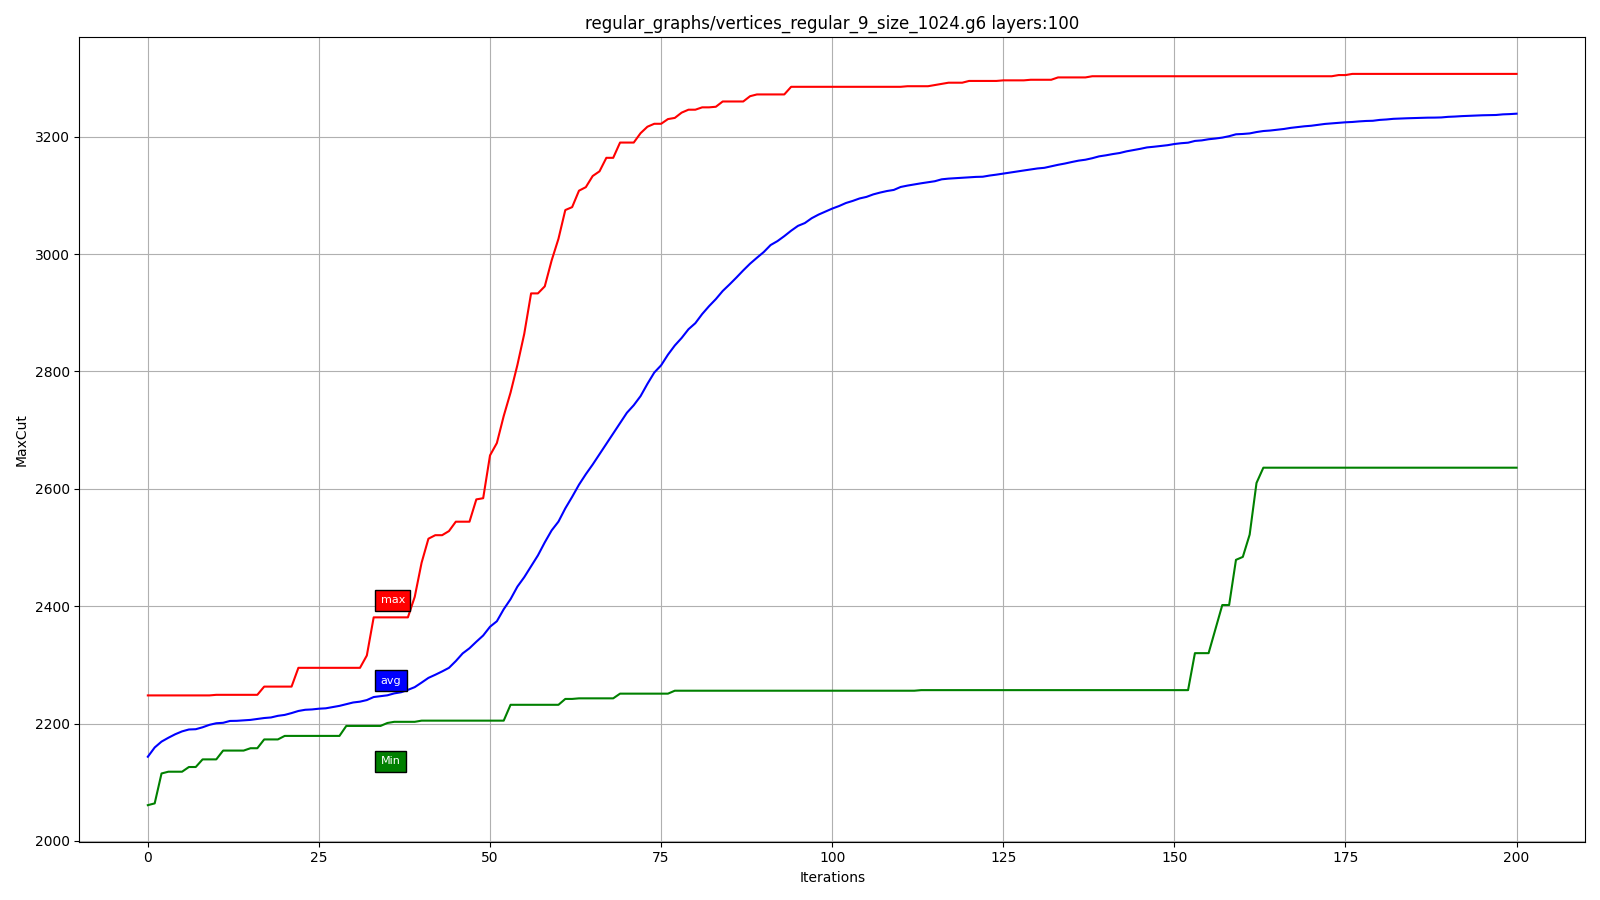 regular_graphs/vertices_regular_9_size_1024.g6 layers:100
MaxCut
3200
3000
2800
2600
2400
2200
2000
max
avg
Min
0 25 50 75 100 125 150 175 200
Iterations